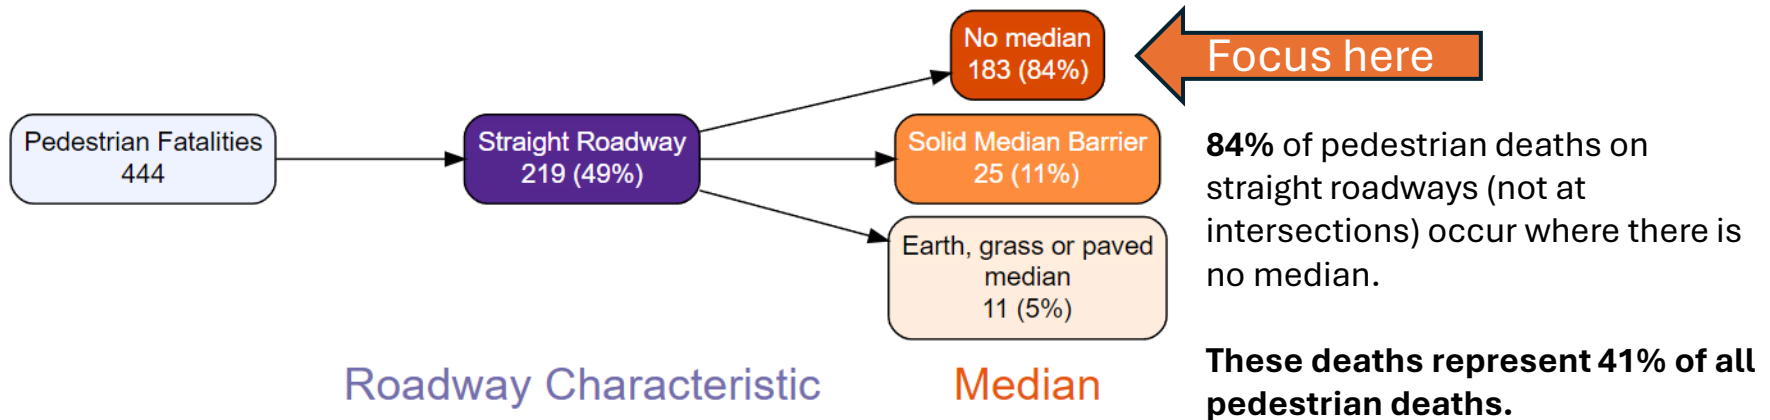 Pedestrian Fatalities
444
Straight Roadway
219 (49%)
No median
183 (84%)
Solid Median Barrier
25 (11%)
Earth, grass or paved
median
11 (5%)
Roadway Characteristic
Median
Focus here
84% of pedestrian deaths on
straight roadways (not at
intersections) occur where there is
no median.
These deaths represent 41% of all
pedestrian deaths.